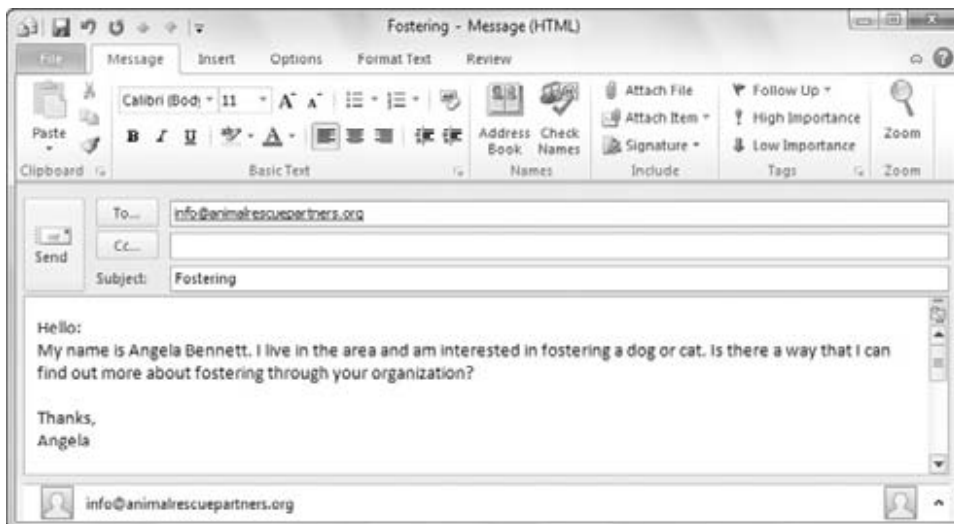 Fostering - Message (HTML)
File Message Insert Options Format Text Review
Paste
Clipboard
Calibri (Body 11
B I U
Basic Text
Address Book
Check Names
Names
Attach File
Attach Item
Signature
Include
Follow Up
High Importance
Low Importance
Tags
Zoom
Zoom
Send
To... info@animalrescuepartners.org
Cc...
Subject: Fostering
Hello:
My name is Angela Bennett. I live in the area and am interested in fostering a dog or cat. Is there a way that I can
find out more about fostering through your organization?
Thanks,
Angela
info@animalrescuepartners.org